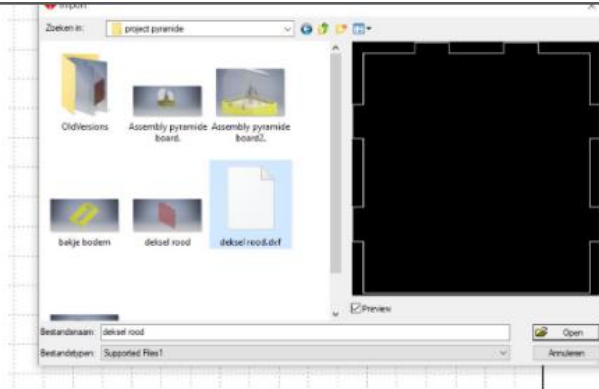 Import
Zoeken in:
project pyramide
OldVersions
Assembly pyramide board.
Assembly pyramide board2.
bakje bodem
deksel rood
deksel rood.dxf
Preview
Bestandsnaam:
deksel rood
Open
Bestandstypen:
Supported Files1
Annuleren